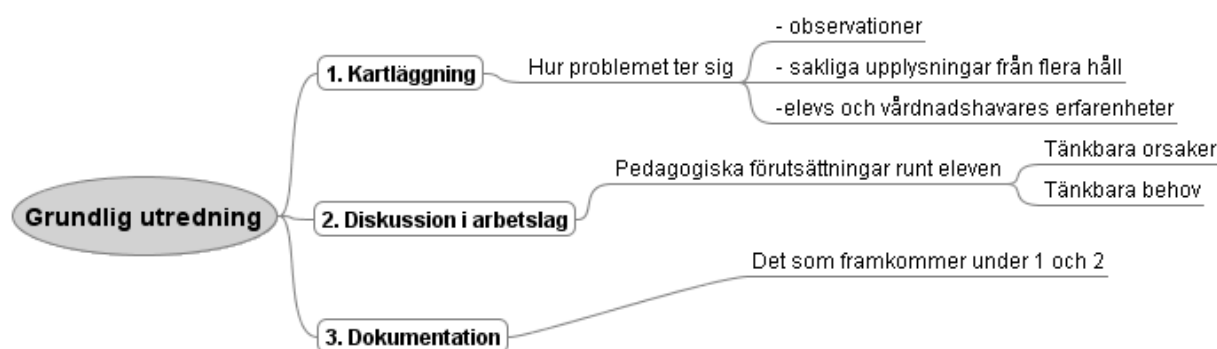 Grundlig utredning
1. Kartläggning
Hur problemet ter sig
- observationer
- sakliga upplysningar från flera håll
-elevs och vårdnadshavares erfarenheter
2. Diskussion i arbetslag
Pedagogiska förutsättningar runt eleven
Tänkbara orsaker
Tänkbara behov
3. Dokumentation
Det som framkommer under 1 och 2